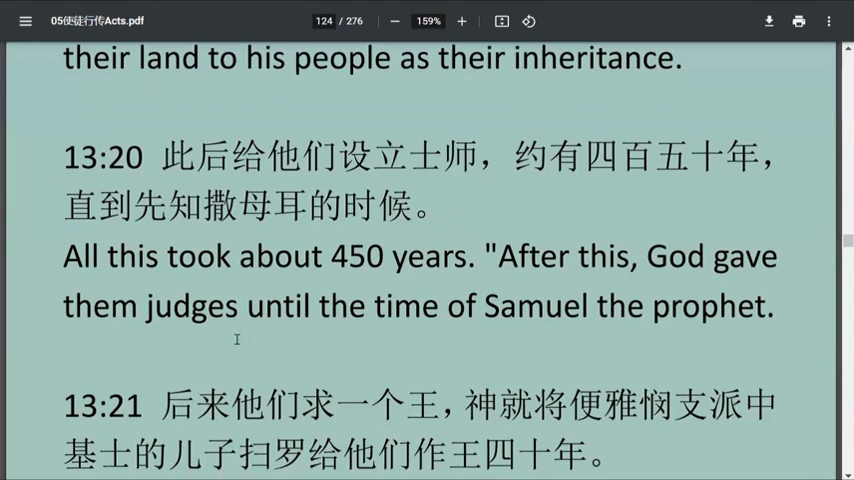 05使徒行传Acts.pdf
124 / 276
159%
their land to his people as their inheritance.
13:20 此后给他们设立士师，约有四百五十年，
直到先知撒母耳的时候。
All this took about 450 years. "After this, God gave
them judges until the time of Samuel the prophet.
13:21 后来他们求一个王，神就将便雅悯支派中
基士的儿子扫罗给他们作王四十年。